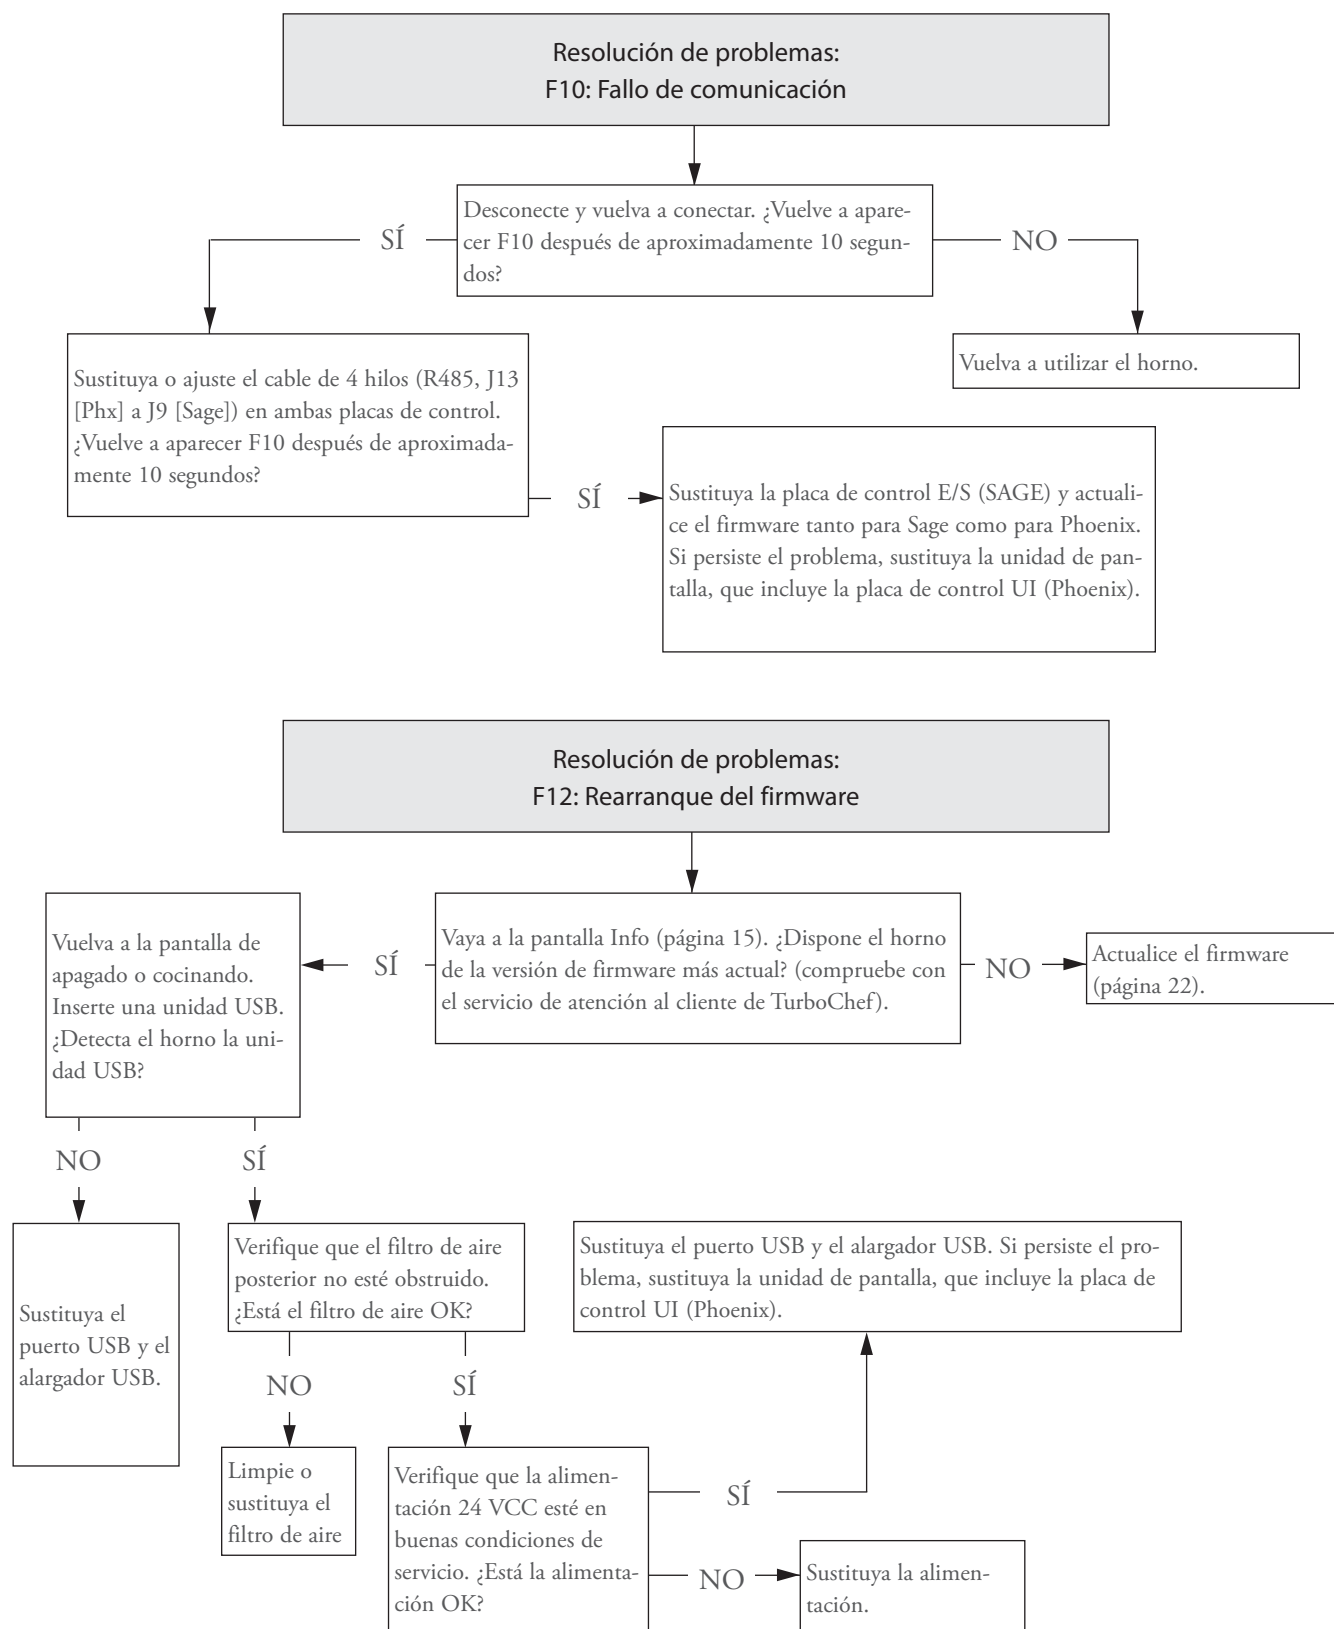 Resolución de problemas:
F10: Fallo de comunicación
Desconecte y vuelva a conectar. ¿Vuelve a apare-
cer F10 después de aproximadamente 10 segun-
dos?
SÍ
NO
Sustituya o ajuste el cable de 4 hilos (R485, J13
[Phx] a J9 [Sage]) en ambas placas de control.
¿Vuelve a aparecer F10 después de aproximada-
mente 10 segundos?
Vuelva a utilizar el horno.
SÍ
Sustituya la placa de control E/S (SAGE) y actuali-
ce el firmware tanto para Sage como para Phoenix.
Si persiste el problema, sustituya la unidad de pan-
talla, que incluye la placa de control UI (Phoenix).
Resolución de problemas:
F12: Rearranque del firmware
Vaya a la pantalla Info (página 15). ¿Dispone el horno
de la versión de firmware más actual? (compruebe con
el servicio de atención al cliente de TurboChef).
SÍ
NO
Actualice el firmware
(página 22).
Vuelva a la pantalla de
apagado o cocinando.
Inserte una unidad USB.
¿Detecta el horno la uni-
dad USB?
NO
SÍ
Sustituya el
puerto USB y el
alargador USB.
Verifique que el filtro de aire
posterior no esté obstruido.
¿Está el filtro de aire OK?
Sustituya el puerto USB y el alargador USB. Si persiste el pro-
blema, sustituya la unidad de pantalla, que incluye la placa de
control UI (Phoenix).
NO
SÍ
Limpie o
sustituya el
filtro de aire
Verifique que la alimen-
tación 24 VCC esté en
buenas condiciones de
servicio. ¿Está la alimenta-
ción OK?
SÍ
NO
Sustituya la alimen-
tación.